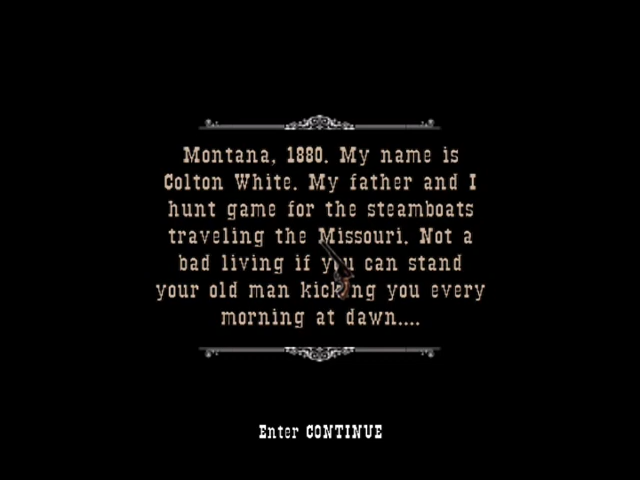 Montana, 1880. My name is
Colton White. My father and I
hunt game for the steamboats
traveling the Missouri. Not a
bad living if you can stand
your old man kicking you every
morning at dawn....
Enter CONTINUE